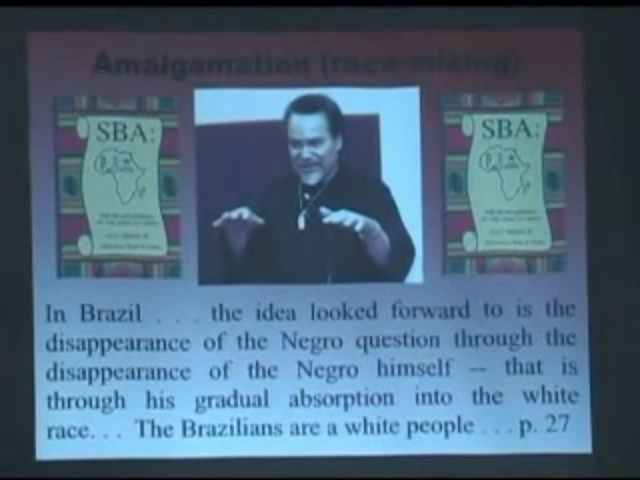 Amalgamation (race-mixing)
SBA:
SBA:
In Brazil . . . the idea looked forward to is the
disappearance of the Negro question through the
disappearance of the Negro himself -- that is
through his gradual absorption into the white
race. . . The Brazilians are a white people . . . p. 27